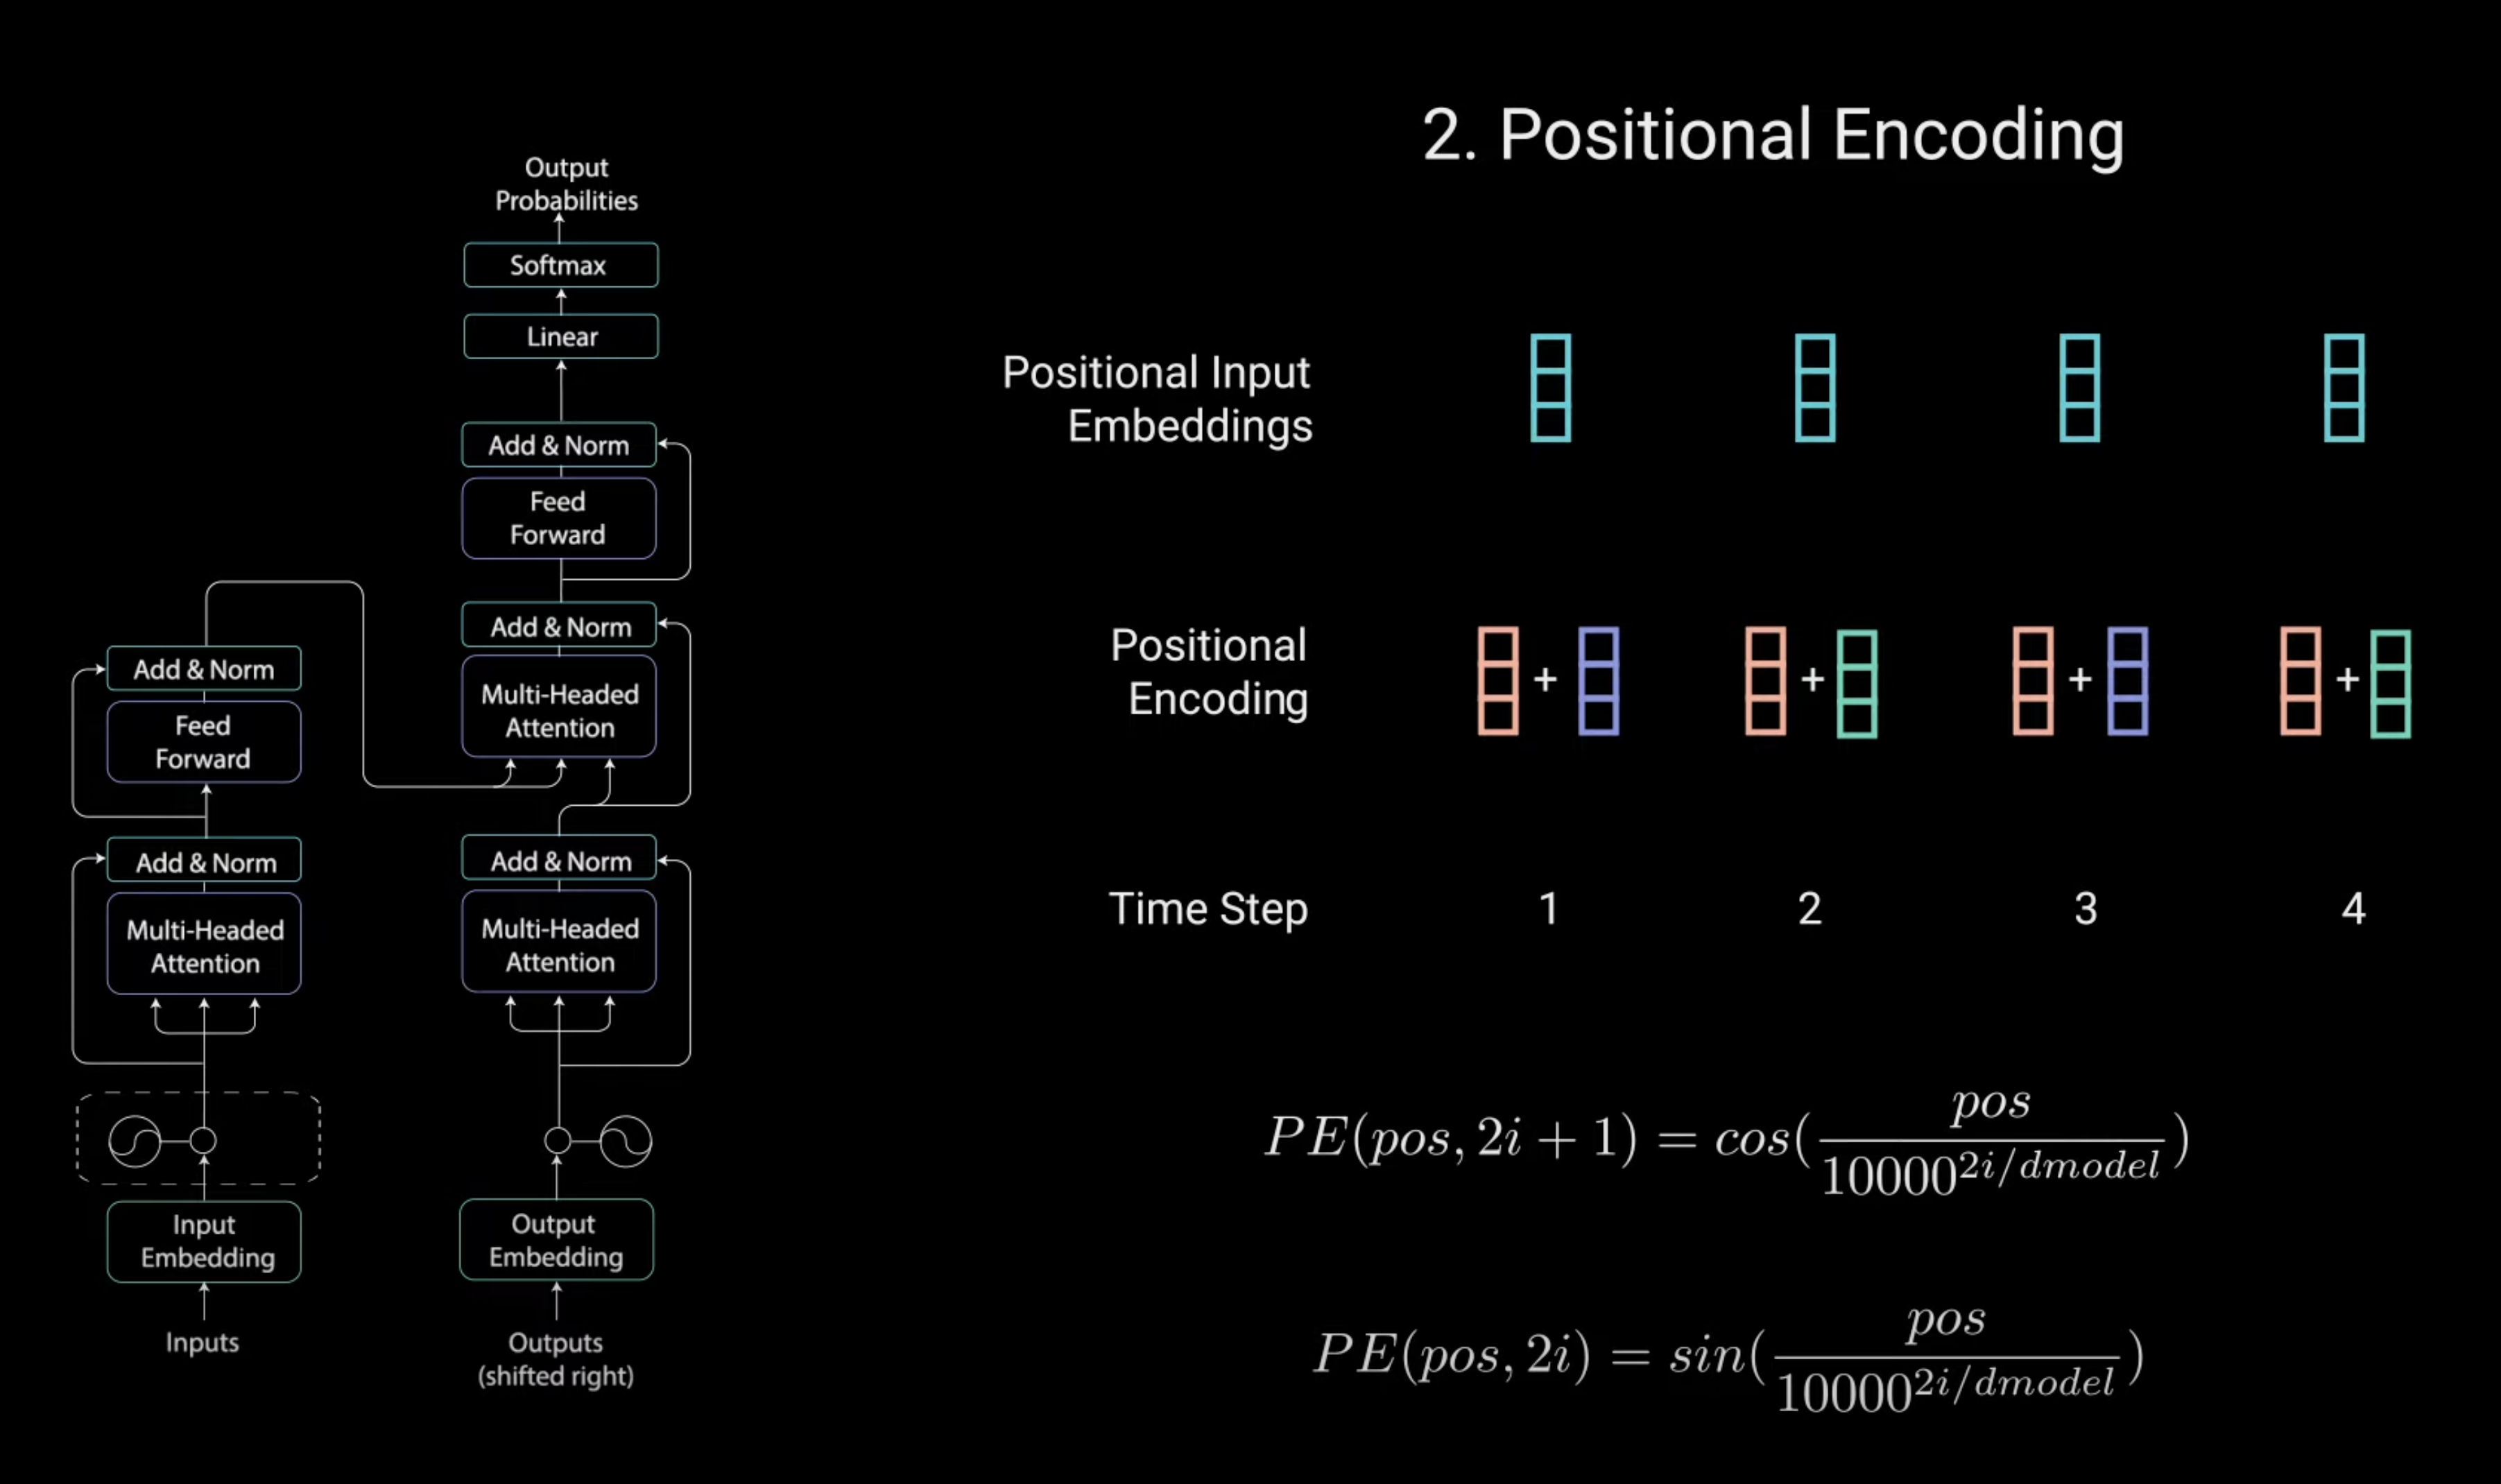 2. Positional Encoding
Output
Probabilities
Softmax
Linear
Add & Norm
Feed
Forward
Add & Norm
Multi-Headed
Attention
Add & Norm
Multi-Headed
Attention
Output
Embedding
Outputs
(shifted right)
Add & Norm
Feed
Forward
Add & Norm
Multi-Headed
Attention
Input
Embedding
Inputs
Positional Input
Embeddings
Positional
Encoding
+ + + +
Time Step 1 2 3 4
PE(pos, 2i + 1) = cos(pos / 10000^{2i/dmodel})
PE(pos, 2i) = sin(pos / 10000^{2i/dmodel})